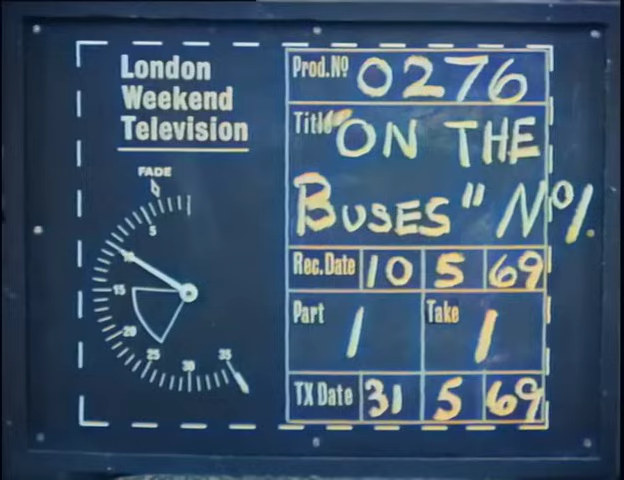 London
Weekend
Television
FADE
5
10
15
20
25
30
35
Prod. Nº 0276
Title "ON THE
BUSES" Nº1.
Rec. Date 10 5 69
Part 1 Take 1
TX Date 31 5 69